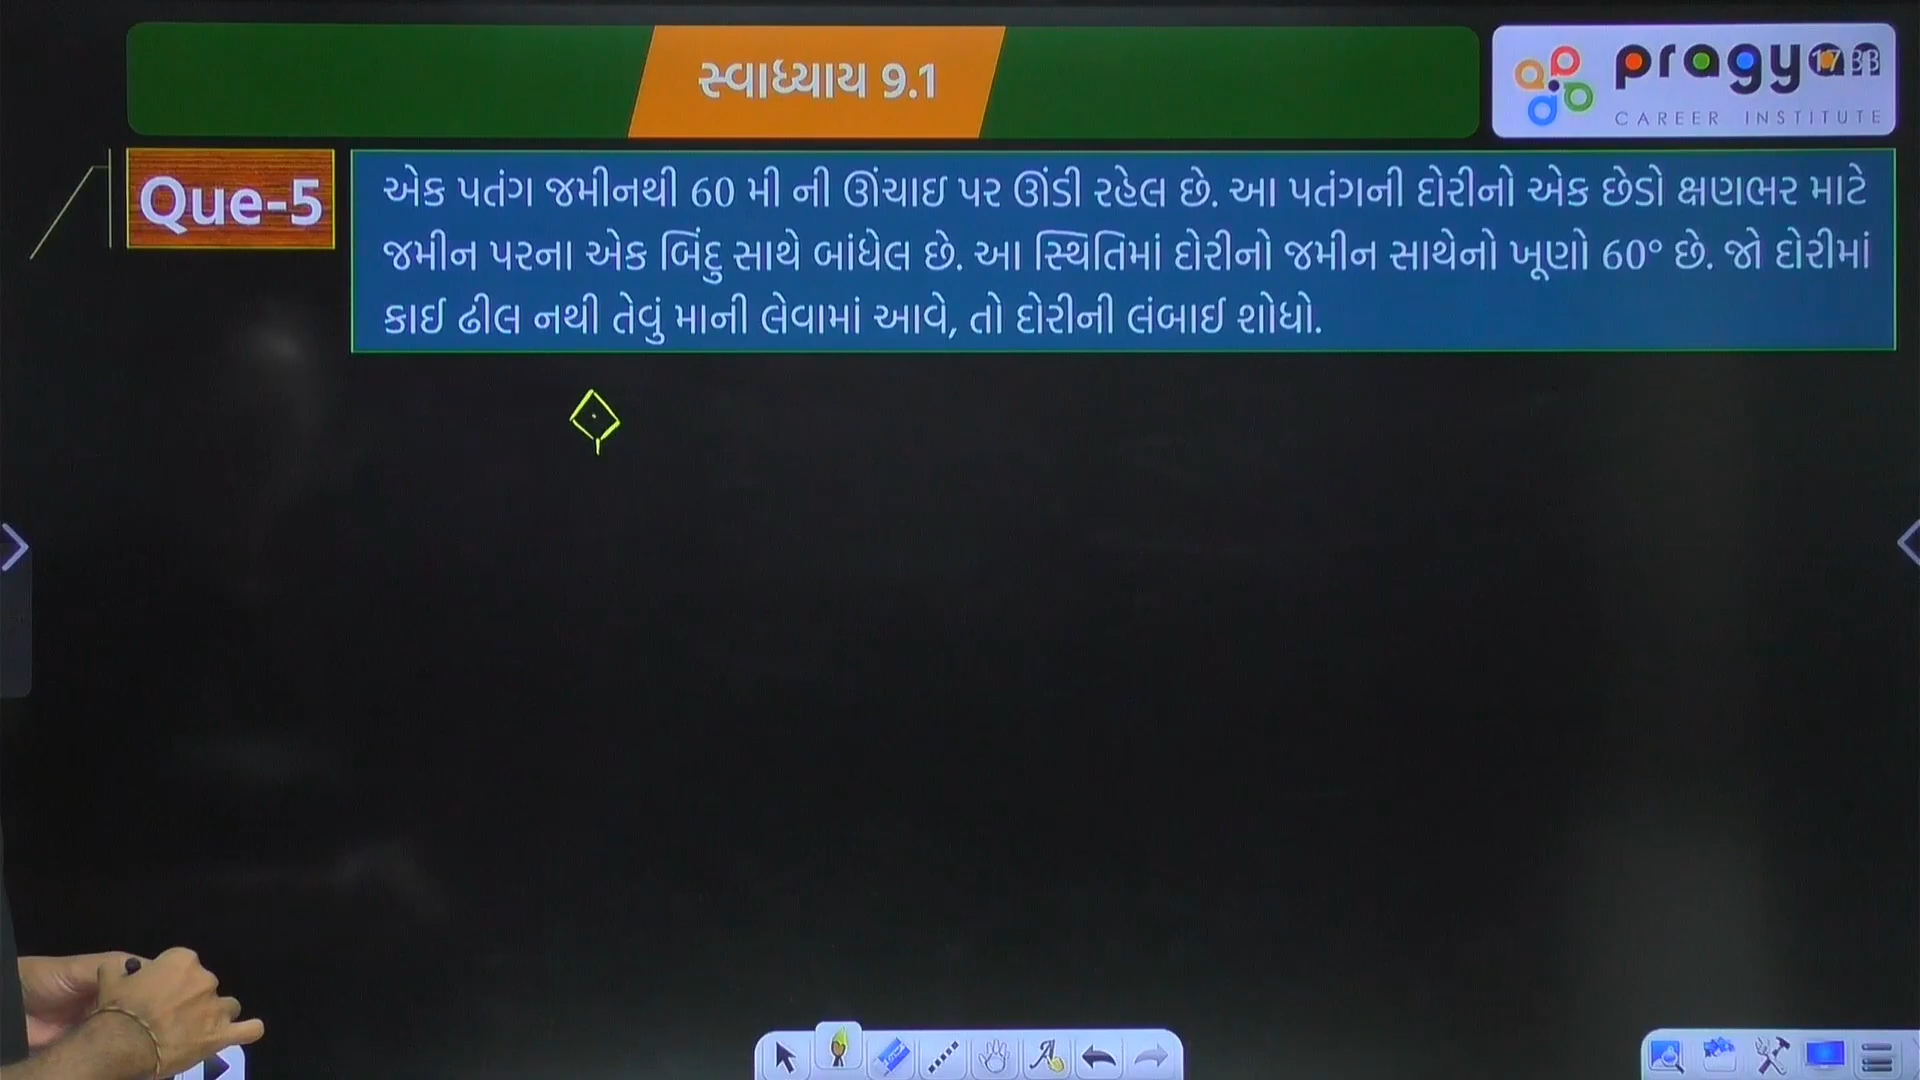 સ્વાધ્યાય 9.1
pragyan
CAREER INSTITUTE
Que-5
એક પતંગ જમીનથી 60 મી ની ઊંચાઇ પર ઊંડી રહેલ છે. આ પતંગની દોરીનો એક છેડો ક્ષણભર માટે
જમીન પરના એક બિંદુ સાથે બાંધેલ છે. આ સ્થિતિમાં દોરીનો જમીન સાથેનો ખૂણો 60° છે. જો દોરીમાં
કાઈ ઢીલ નથી તેવું માની લેવામાં આવે, તો દોરીની લંબાઈ શોધો.